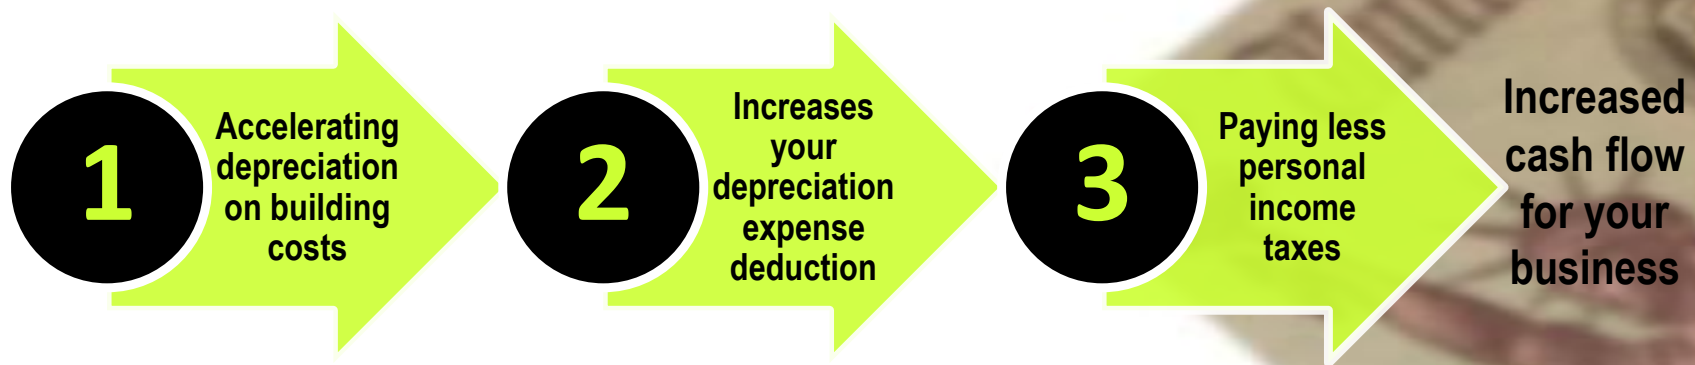 1
Accelerating
depreciation
on building
costs
2
Increases
your
depreciation
expense
deduction
3
Paying less
personal
income
taxes
Increased
cash flow
for your
business